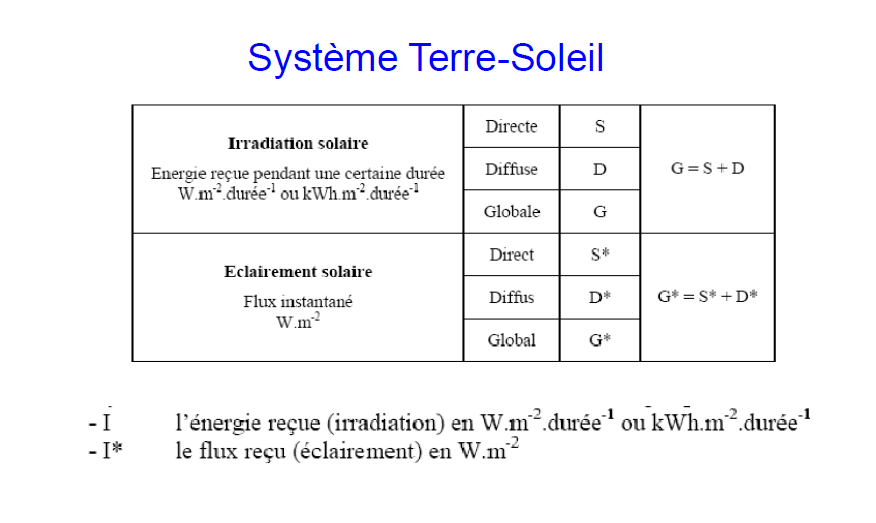 Système Terre-Soleil
Irradiation solaire
Energie reçue pendant une certaine durée
W.m⁻².durée⁻¹ ou kWh.m⁻².durée⁻¹
Directe S
Diffuse D
Globale G
G = S + D
Eclairement solaire
Flux instantané
W.m⁻²
Direct S*
Diffus D*
Global G*
G* = S* + D*
- I l'énergie reçue (irradiation) en W.m⁻².durée⁻¹ ou kWh.m⁻².durée⁻¹
- I* le flux reçu (éclairement) en W.m⁻²